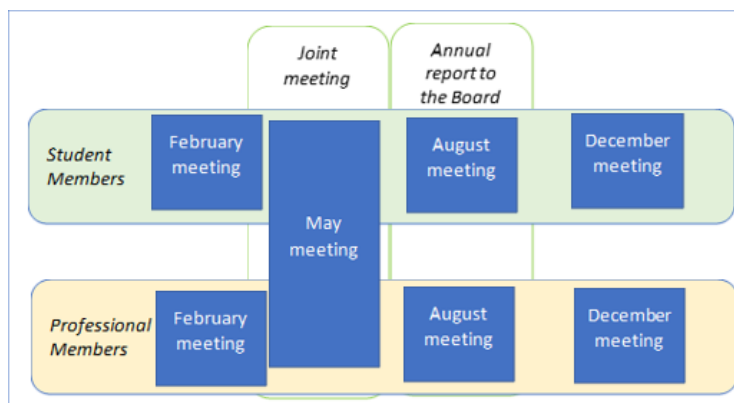 Joint
meeting
Annual
report to
the Board
Student
Members
February
meeting
May
meeting
August
meeting
December
meeting
Professional
Members
February
meeting
August
meeting
December
meeting